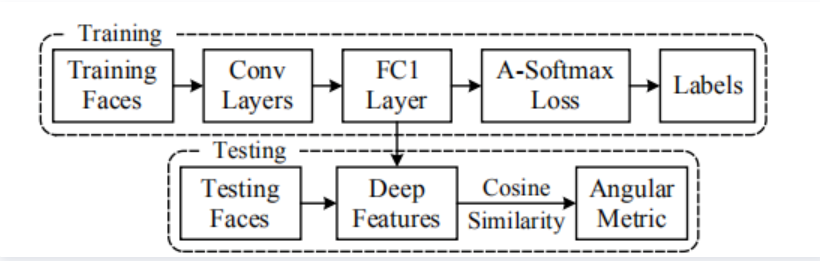 Training
Training
Faces
Conv
Layers
FC1
Layer
A-Softmax
Loss
Labels
Testing
Testing
Faces
Deep
Features
Cosine
Similarity
Angular
Metric